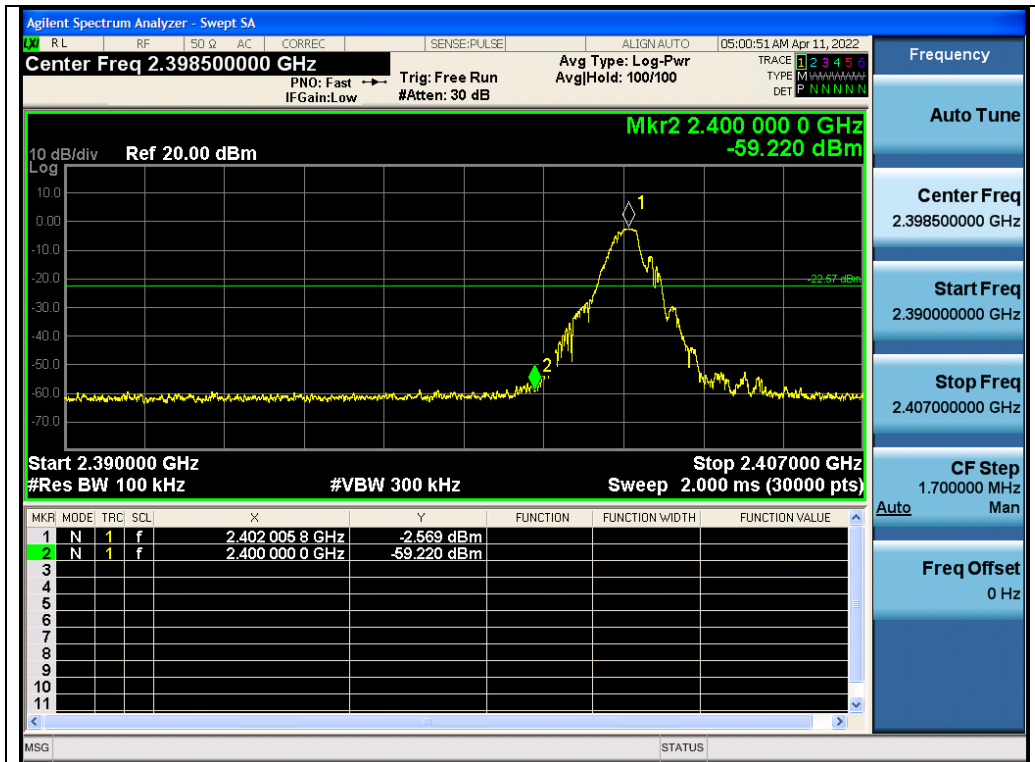 Agilent Spectrum Analyzer - Swept SA
LXI RL RF 50 Ω AC CORREC SENSE:PULSE ALIGNAUTO 05:00:51 AM Apr 11, 2022
Center Freq 2.398500000 GHz
PNO: Fast
IFGain:Low
Trig: Free Run
#Atten: 30 dB
Avg Type: Log-Pwr
Avg|Hold: 100/100
TRACE 1 2 3 4 5 6
TYPE M
DET P N N N N N
Mkr2 2.400 000 0 GHz
-59.220 dBm
10 dB/div Ref 20.00 dBm
Log
10.0
0.00
-10.0
-20.0
-30.0
-40.0
-50.0
-60.0
-70.0
1
-22.57 dBm
2
Start 2.390000 GHz Stop 2.407000 GHz
#Res BW 100 kHz #VBW 300 kHz Sweep 2.000 ms (30000 pts)
MKR MODE TRC SCL X Y FUNCTION FUNCTION WIDTH FUNCTION VALUE
1 N 1 f 2.402 005 8 GHz -2.569 dBm
2 N 1 f 2.400 000 0 GHz -59.220 dBm
3
4
5
6
7
8
9
10
11
MSG STATUS
Frequency
Auto Tune
Center Freq
2.398500000 GHz
Start Freq
2.390000000 GHz
Stop Freq
2.407000000 GHz
CF Step
1.700000 MHz
Auto Man
Freq Offset
0 Hz